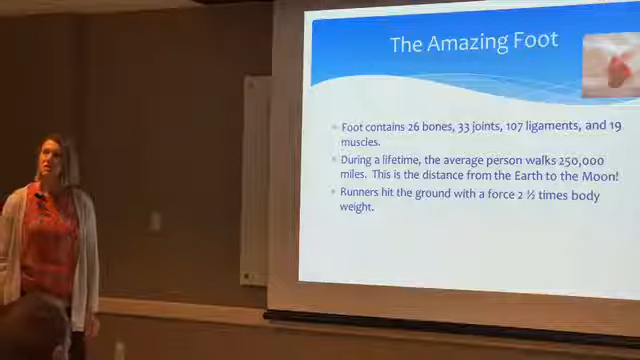 The Amazing Foot
Foot contains 26 bones, 33 joints, 107 ligaments, and 19
muscles.
During a lifetime, the average person walks 250,000
miles. This is the distance from the Earth to the Moon!
Runners hit the ground with a force 2 ½ times body
weight.